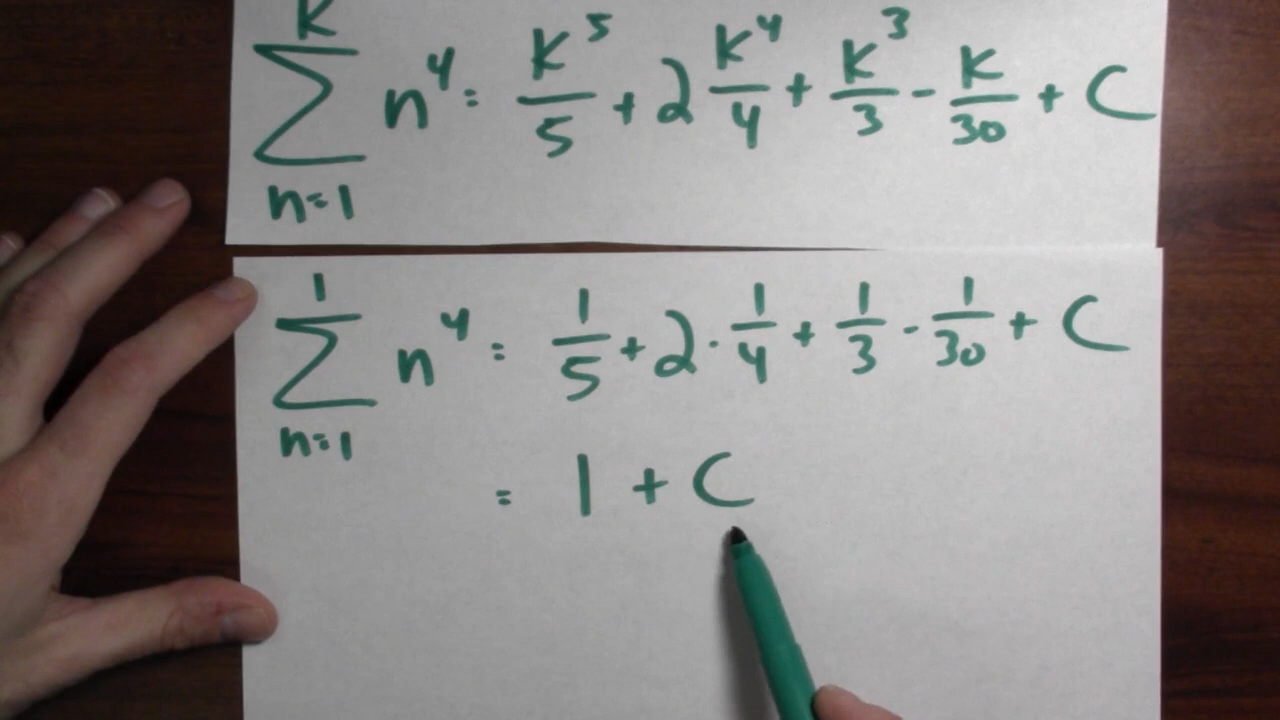 K
∑ n⁴ = K⁵/5 + 2 K⁴/4 + K³/3 - K/30 + C
n=1
1
∑ n⁴ = 1/5 + 2 · 1/4 + 1/3 - 1/30 + C
n=1
= 1 + C